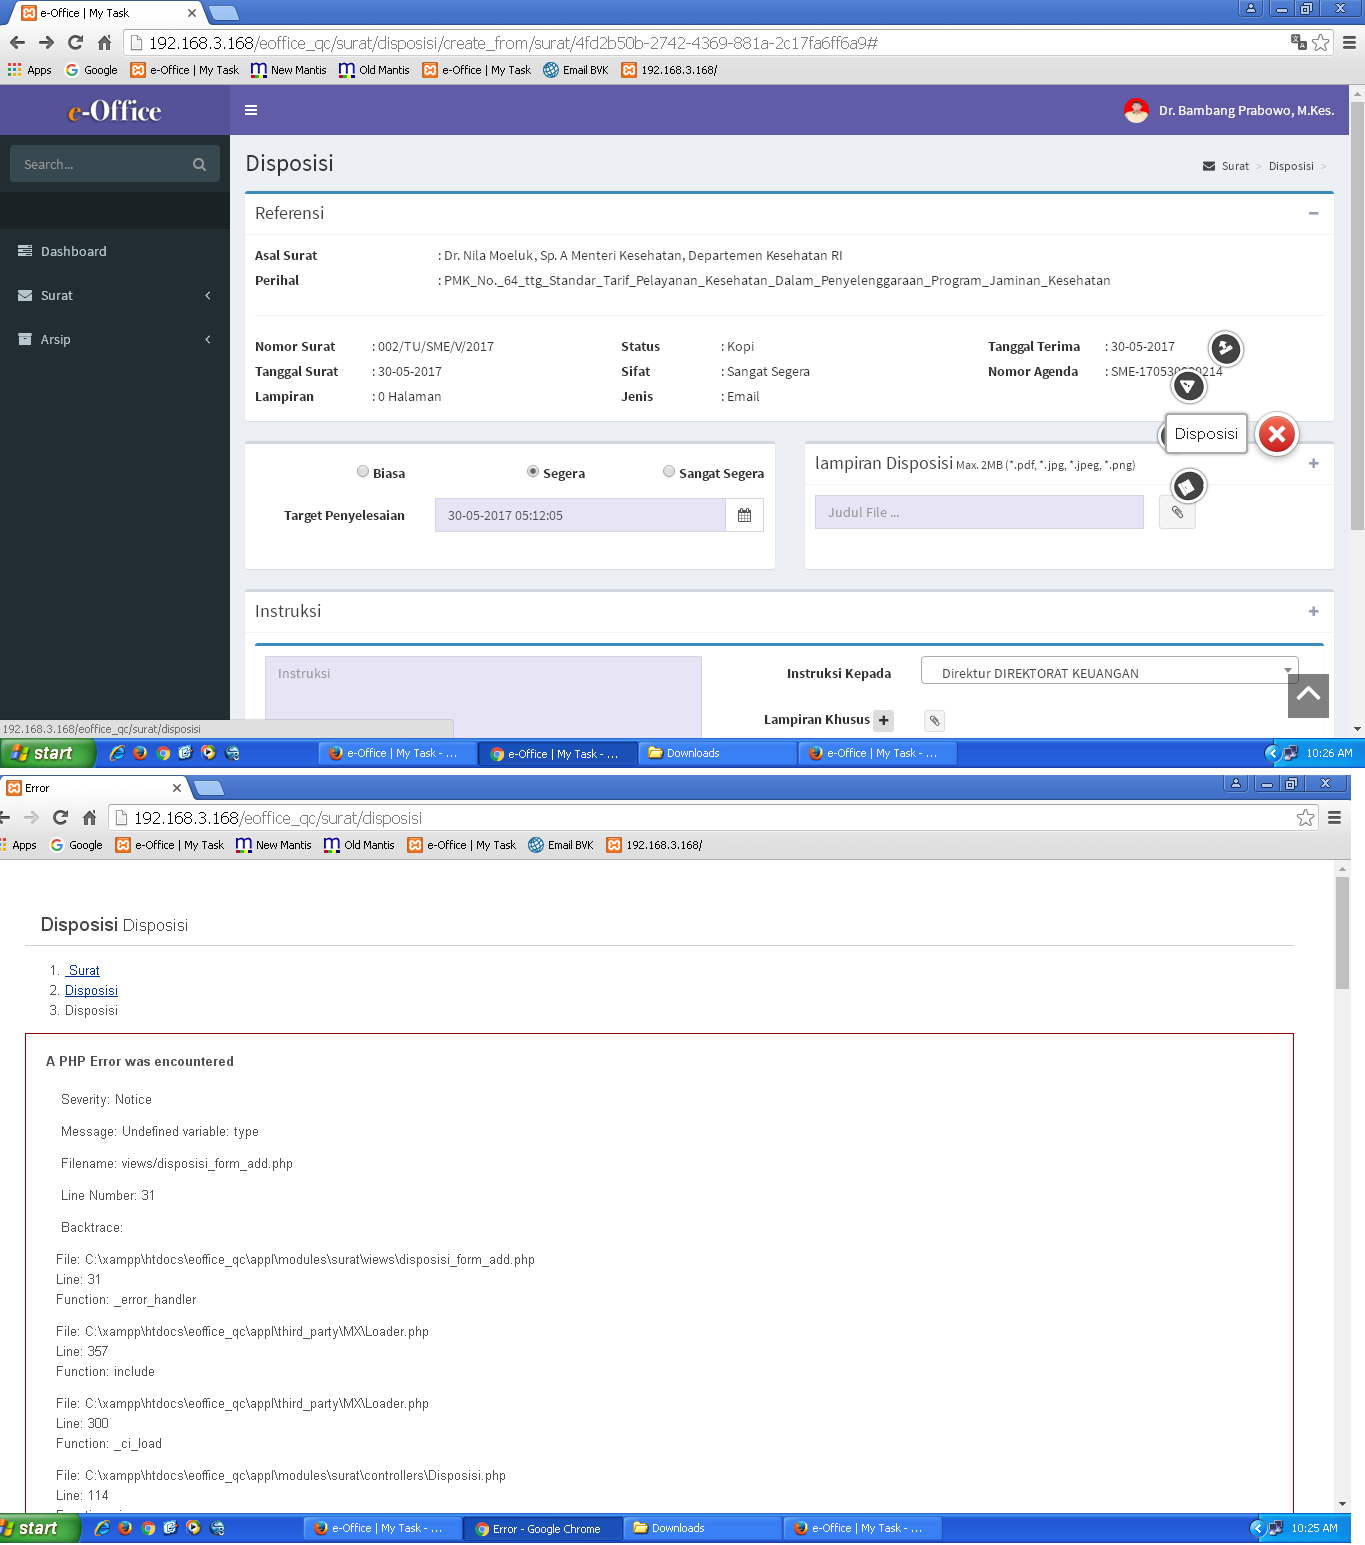 e-Office | My Task
192.168.3.168/eoffice_qc/surat/disposisi/create_from/surat/4fd2b50b-2742-4369-881a-2c17fa6ff6a9#
Apps Google e-Office | My Task New Mantis Old Mantis e-Office | My Task Email BVK 192.168.3.168/
e-Office
Dr. Bambang Prabowo, M.Kes.
Search...
Disposisi
Surat > Disposisi >
Dashboard
Surat
Arsip
Referensi
Asal Surat : Dr. Nila Moeluk, Sp. A Menteri Kesehatan, Departemen Kesehatan RI
Perihal : PMK_No._64_ttg_Standar_Tarif_Pelayanan_Kesehatan_Dalam_Penyelenggaraan_Program_Jaminan_Kesehatan
Nomor Surat : 002/TU/SME/V/2017 Status : Kopi Tanggal Terima : 30-05-2017
Tanggal Surat : 30-05-2017 Sifat : Sangat Segera Nomor Agenda
Lampiran : 0 Halaman Jenis : Email
Disposisi
Biasa Segera Sangat Segera
Target Penyelesaian 30-05-2017 05:12:05
lampiran Disposisi Max. 2MB (*.pdf, *.jpg, *.jpeg, *.png)
Judul File ...
Instruksi
Instruksi
Instruksi Kepada Direktur DIREKTORAT KEUANGAN
Lampiran Khusus
192.168.3.168/eoffice_qc/surat/disposisi
start e-Office | My Task - ... e-Office | My Task - ... Downloads e-Office | My Task - ... 10:26 AM
Error
192.168.3.168/eoffice_qc/surat/disposisi
Apps Google e-Office | My Task New Mantis Old Mantis e-Office | My Task Email BVK 192.168.3.168/
Disposisi Disposisi
1. Surat
2. Disposisi
3. Disposisi
A PHP Error was encountered
Severity: Notice
Message: Undefined variable: type
Filename: views/disposisi_form_add.php
Line Number: 31
Backtrace:
File: C:\xampp\htdocs\eoffice_qc\appl\modules\surat\views\disposisi_form_add.php
Line: 31
Function: _error_handler
File: C:\xampp\htdocs\eoffice_qc\appl\third_party\MX\Loader.php
Line: 357
Function: include
File: C:\xampp\htdocs\eoffice_qc\appl\third_party\MX\Loader.php
Line: 300
Function: _ci_load
File: C:\xampp\htdocs\eoffice_qc\appl\modules\surat\controllers\Disposisi.php
Line: 114
start e-Office | My Task - ... Error - Google Chrome Downloads e-Office | My Task - ... 10:25 AM